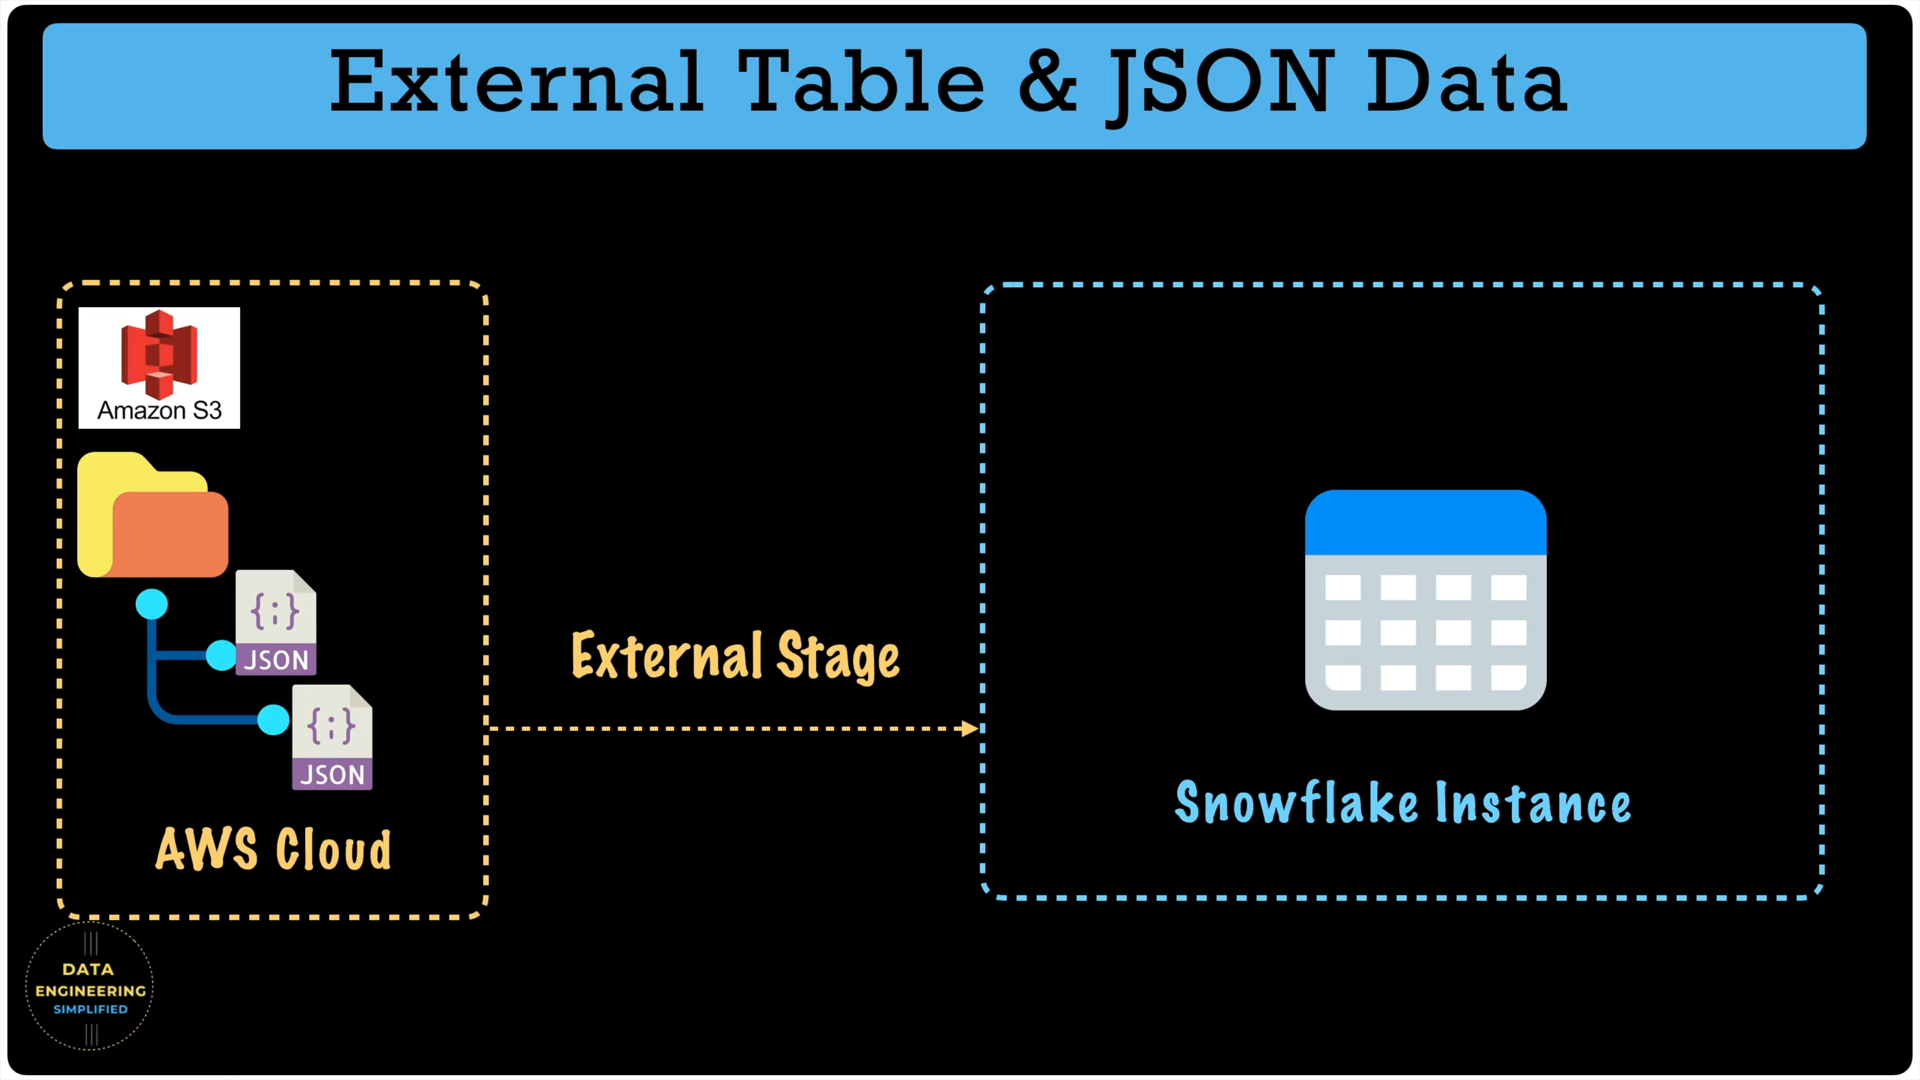 External Table & JSON Data
Amazon S3
{;}
JSON
{;}
JSON
AWS Cloud
External Stage
Snowflake Instance
DATA
ENGINEERING
SIMPLIFIED